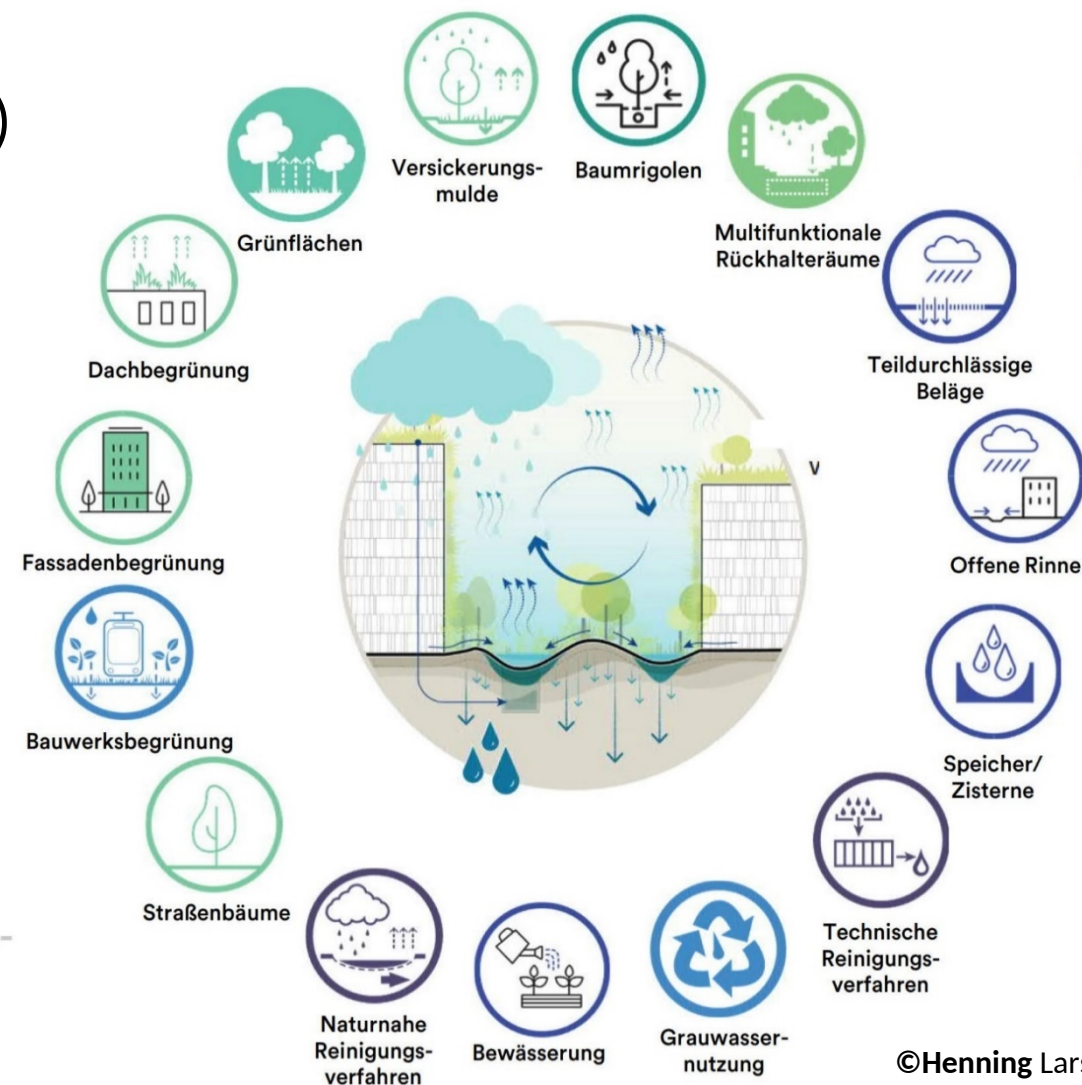 )
Versickerungs-
mulde
Baumrigolen
Grünflächen
Multifunktionale
Rückhalteräume
Dachbegrünung
Teildurchlässige
Beläge
Fassadenbegrünung
Offene Rinne
Bauwerksbegrünung
Speicher/
Zisterne
Straßenbäume
Technische
Reinigungs-
verfahren
Naturnahe
Reinigungs-
verfahren
Bewässerung
Grauwasser-
nutzung
©Henning Lars